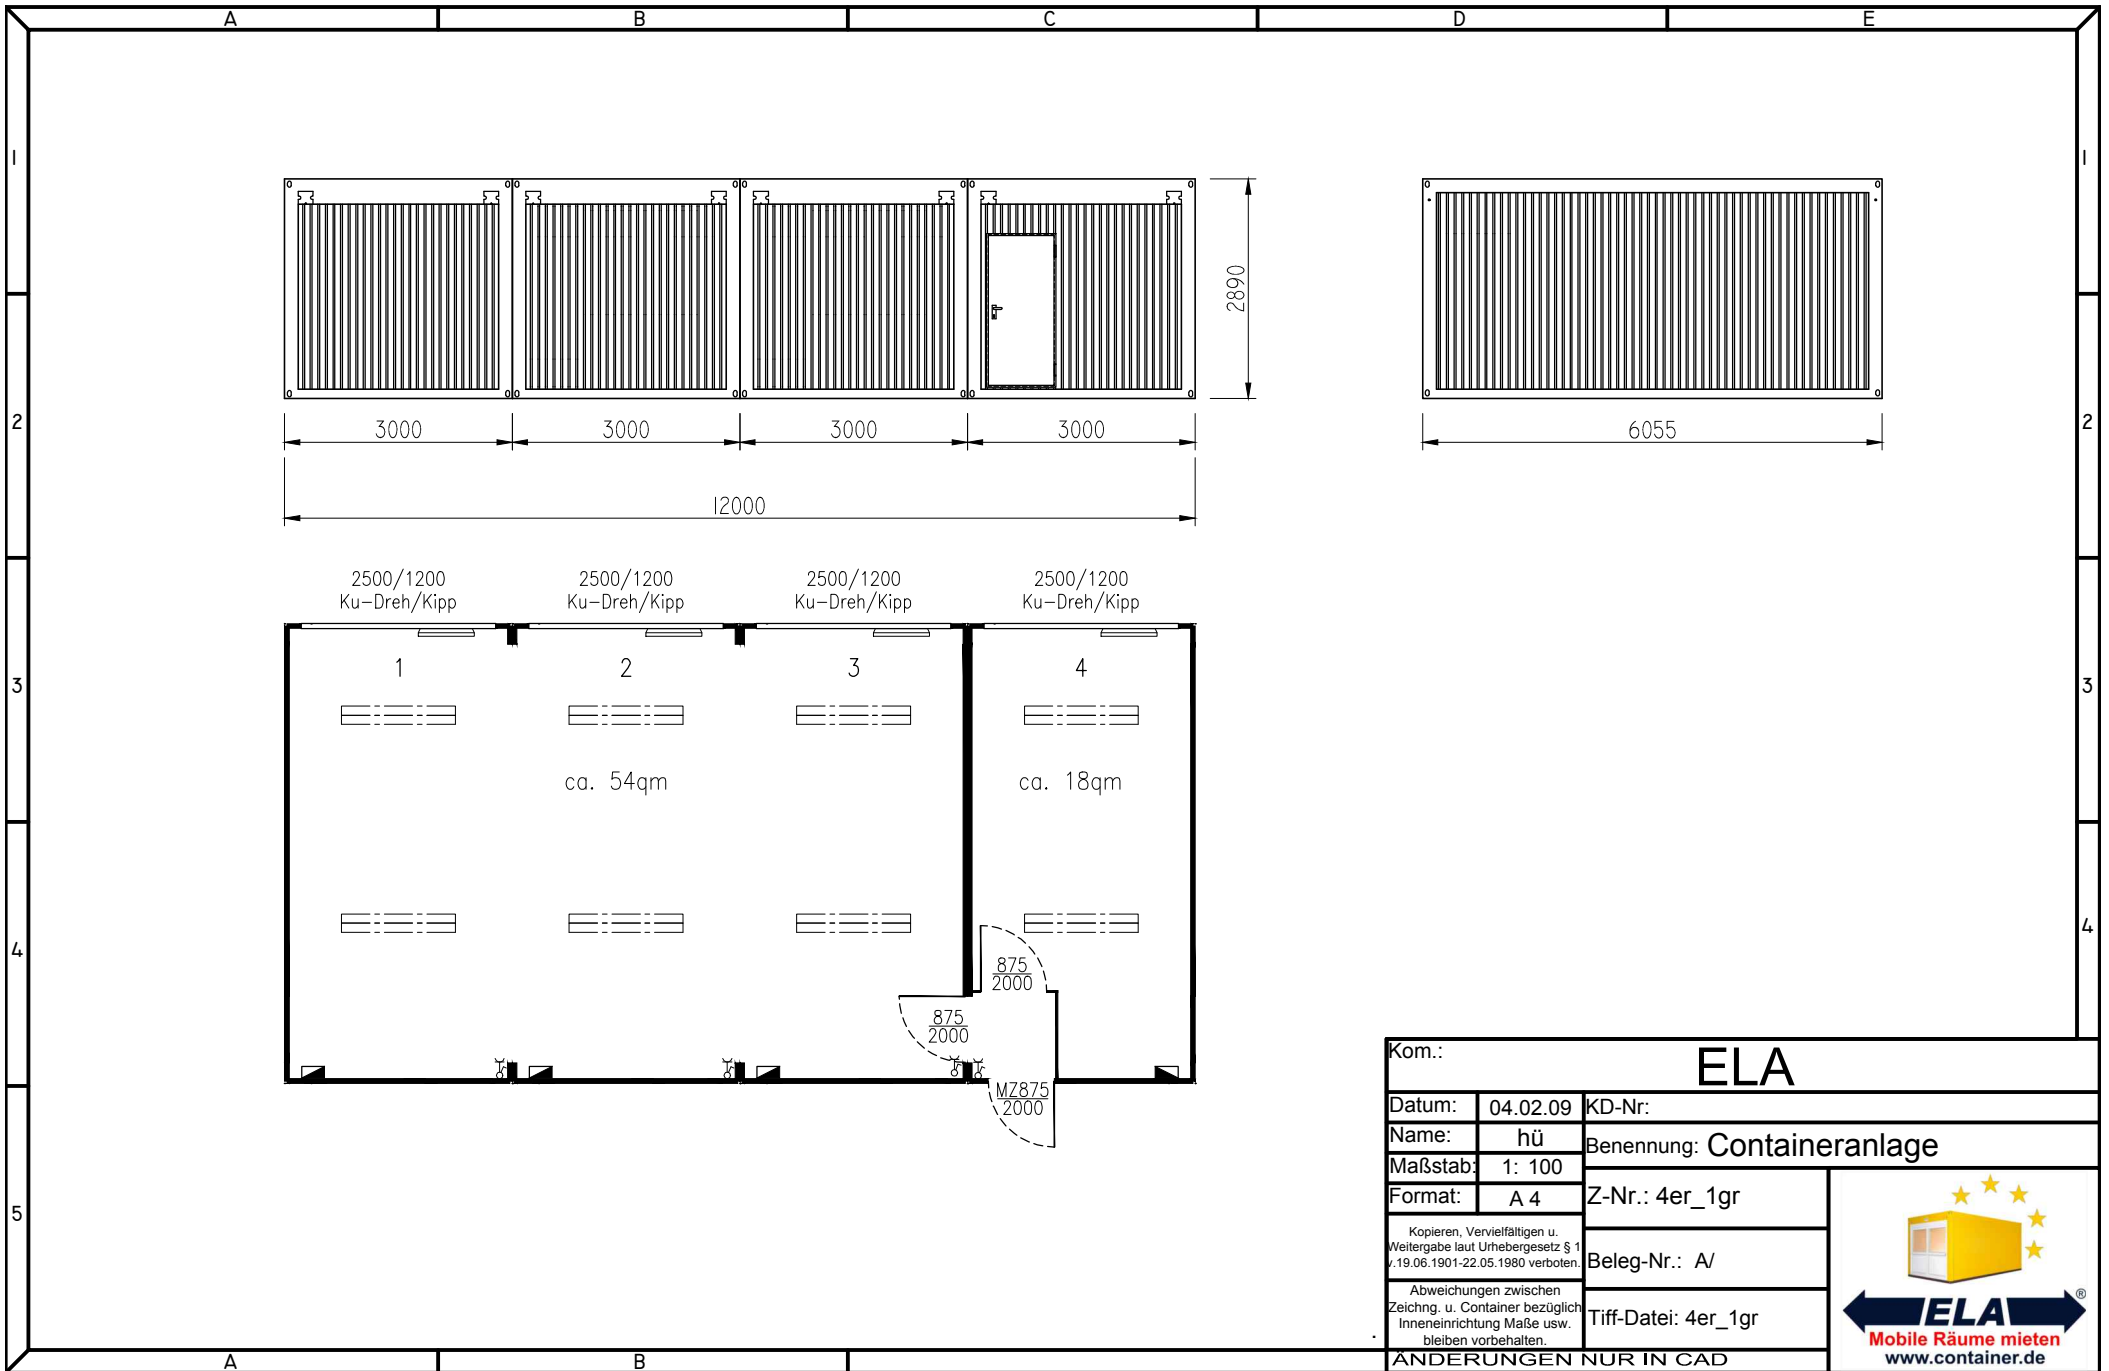 A B C D E
1 1
2890
3000 3000 3000 3000 6055
2 2
12000
2500/1200 2500/1200 2500/1200 2500/1200
Ku-Dreh/Kipp Ku-Dreh/Kipp Ku-Dreh/Kipp Ku-Dreh/Kipp
1 2 3 4
3 3
ca. 54qm ca. 18qm
4 4
875
2000
875
2000
MZ875
2000
5
Kom.: ELA
Datum: 04.02.09 KD-Nr:
Name: hü
Benennung: Containeranlage
Maßstab: 1: 100
Format: A 4
Z-Nr.: 4er_1gr
Kopieren, Vervielfältigen u.
Weitergabe laut Urhebergesetz § 1
v.19.06.1901-22.05.1980 verboten.
Beleg-Nr.: A/
Abweichungen zwischen
Zeichng. u. Container bezüglich
Inneneinrichtung Maße usw.
bleiben vorbehalten.
Tiff-Datei: 4er_1gr
ELA®
Mobile Räume mieten
www.container.de
ÄNDERUNGEN NUR IN CAD
A B